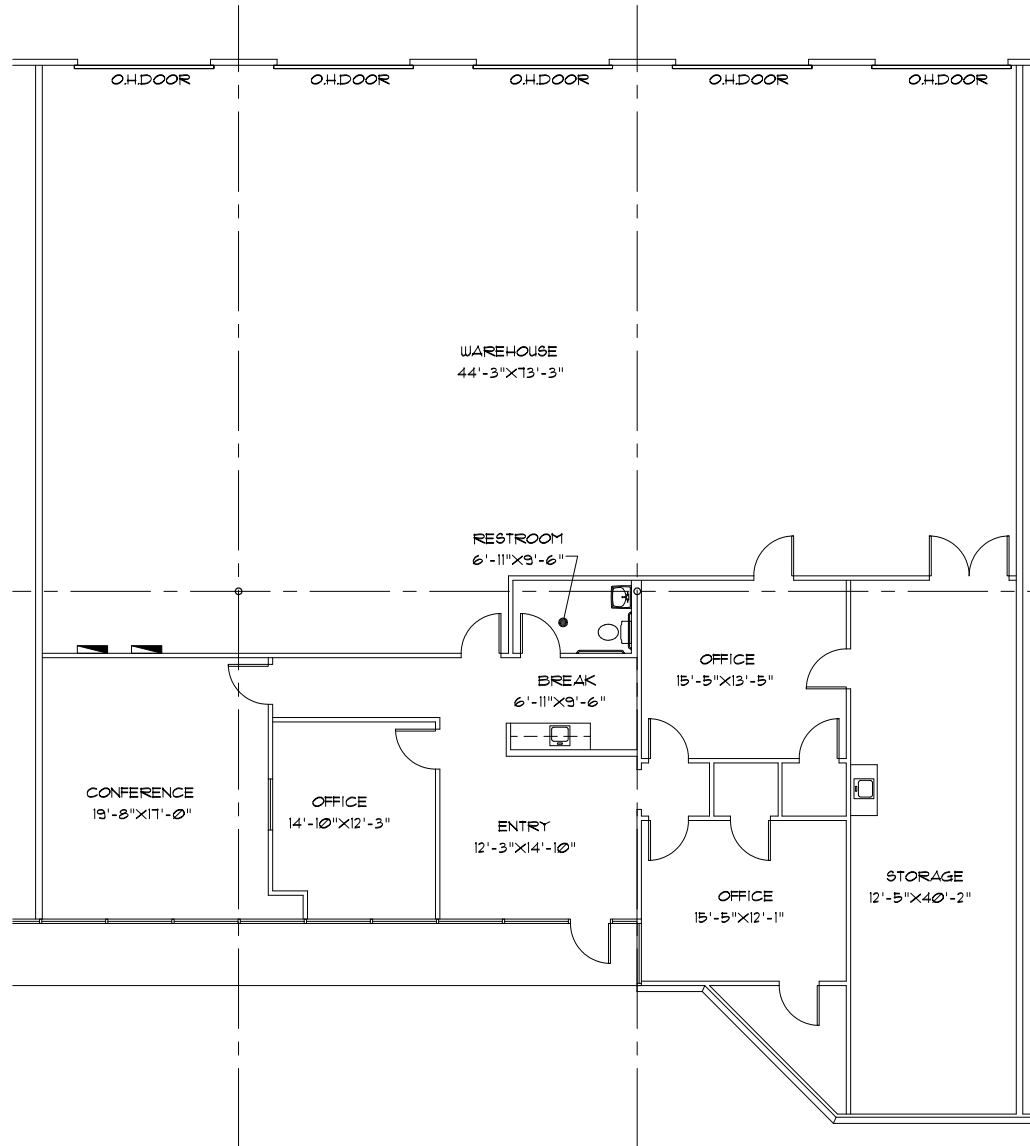 O.H.DOOR
O.H.DOOR
O.H.DOOR
O.H.DOOR
O.H.DOOR
WAREHOUSE
44'-3"X73'-3"
RESTROOM
6'-11"X9'-6"
OFFICE
15'-5"X13'-5"
BREAK
6'-11"X9'-6"
CONFERENCE
19'-8"X17'-0"
OFFICE
14'-10"X12'-3"
ENTRY
12'-3"X14'-10"
STORAGE
12'-5"X40'-2"
OFFICE
15'-5"X12'-1"